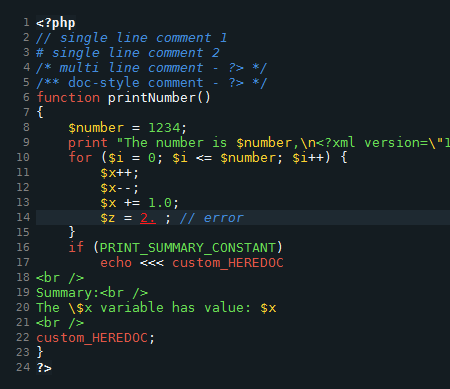 1 <?php
2 // single line comment 1
3 # single line comment 2
4 /* multi line comment - ?> */
5 /** doc-style comment - ?> */
6 function printNumber()
7 {
8     $number = 1234;
9     print "The number is $number,\n<?xml version=\"1
10     for ($i = 0; $i <= $number; $i++) {
11         $x++;
12         $x--;
13         $x += 1.0;
14         $z = 2. ; // error
15     }
16     if (PRINT_SUMMARY_CONSTANT)
17         echo <<< custom_HEREDOC
18 <br />
19 Summary:<br />
20 The \$x variable has value: $x
21 <br />
22 custom_HEREDOC;
23 }
24 ?>